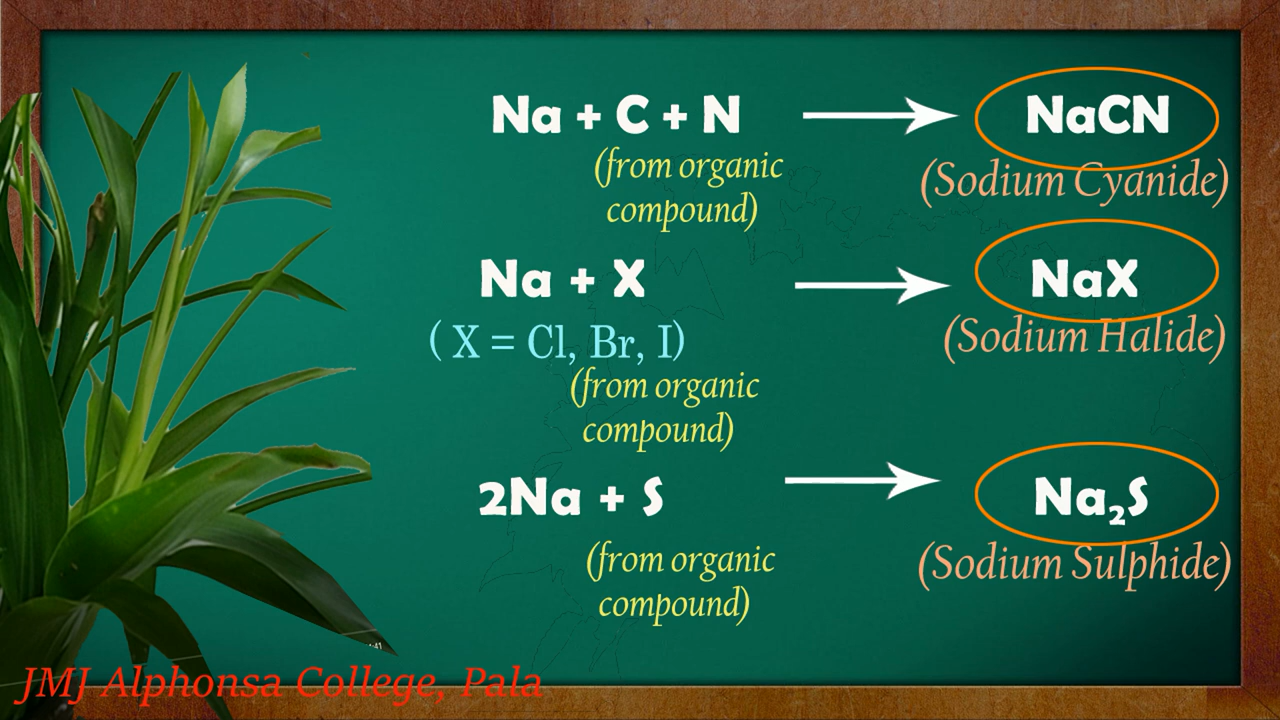 Na + C + N → NaCN
(from organic
compound)
(Sodium Cyanide)
Na + X → NaX
( X = Cl, Br, I)
(Sodium Halide)
(from organic
compound)
2Na + S → Na₂S
(from organic
compound)
(Sodium Sulphide)
JMJ Alphonsa College, Pala